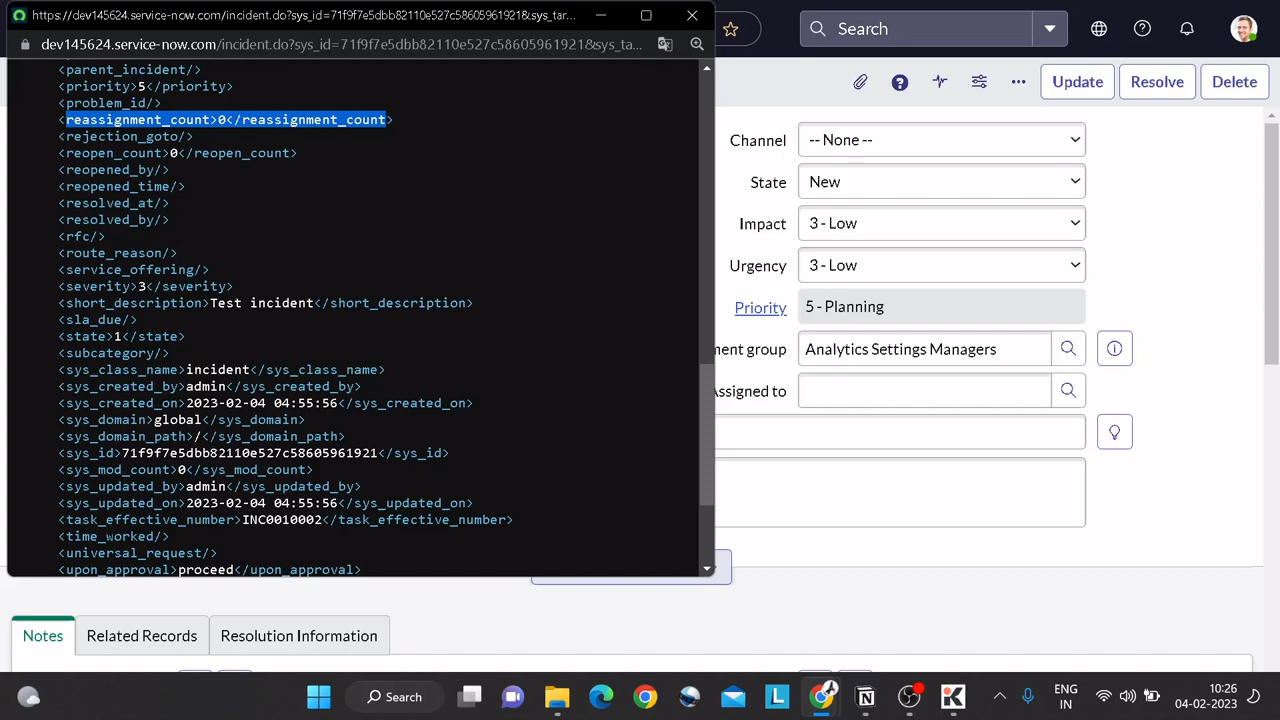 https://dev145624.service-now.com/incident.do?sys_id=71f9f7e5dbb82110e527c58605961921&sys_tar...
dev145624.service-now.com/incident.do?sys_id=71f9f7e5dbb82110e527c58605961921&sys_ta...
<parent_incident/>
<priority>5</priority>
<problem_id/>
<reassignment_count>0</reassignment_count>
<rejection_goto/>
<reopen_count>0</reopen_count>
<reopened_by/>
<reopened_time/>
<resolved_at/>
<resolved_by/>
<rfc/>
<route_reason/>
<service_offering/>
<severity>3</severity>
<short_description>Test incident</short_description>
<sla_due/>
<state>1</state>
<subcategory/>
<sys_class_name>incident</sys_class_name>
<sys_created_by>admin</sys_created_by>
<sys_created_on>2023-02-04 04:55:56</sys_created_on>
<sys_domain>global</sys_domain>
<sys_domain_path>/</sys_domain_path>
<sys_id>71f9f7e5dbb82110e527c58605961921</sys_id>
<sys_mod_count>0</sys_mod_count>
<sys_updated_by>admin</sys_updated_by>
<sys_updated_on>2023-02-04 04:55:56</sys_updated_on>
<task_effective_number>INC0010002</task_effective_number>
<time_worked/>
<universal_request/>
<upon_approval>proceed</upon_approval>
Search
Update Resolve Delete
Channel -- None --
State New
Impact 3 - Low
Urgency 3 - Low
Priority 5 - Planning
ment group Analytics Settings Managers
Assigned to
Notes Related Records Resolution Information
Search
ENG
IN
10:26
04-02-2023